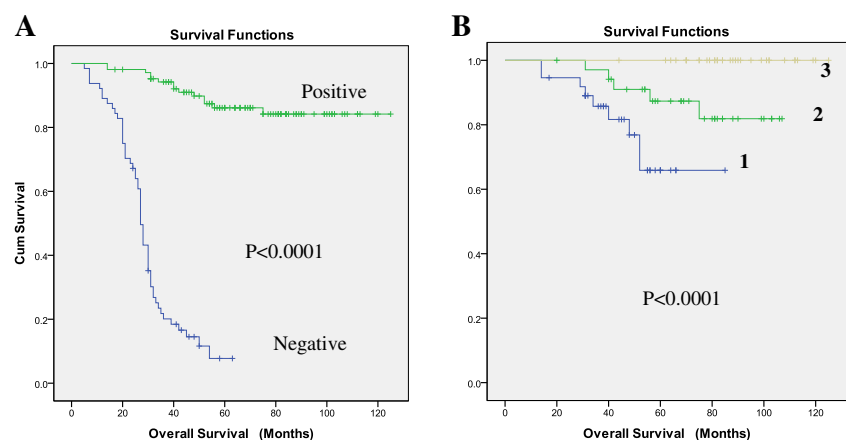 A
Survival Functions
Cum Survival
1.0
0.8
0.6
0.4
0.2
0.0
Positive
P<0.0001
Negative
0 20 40 60 80 100 120
Overall Survival (Months)
B
Survival Functions
1.0
0.8
0.6
0.4
0.2
0.0
3
2
1
P<0.0001
0 20 40 60 80 100 120
Overall Survival (Months)